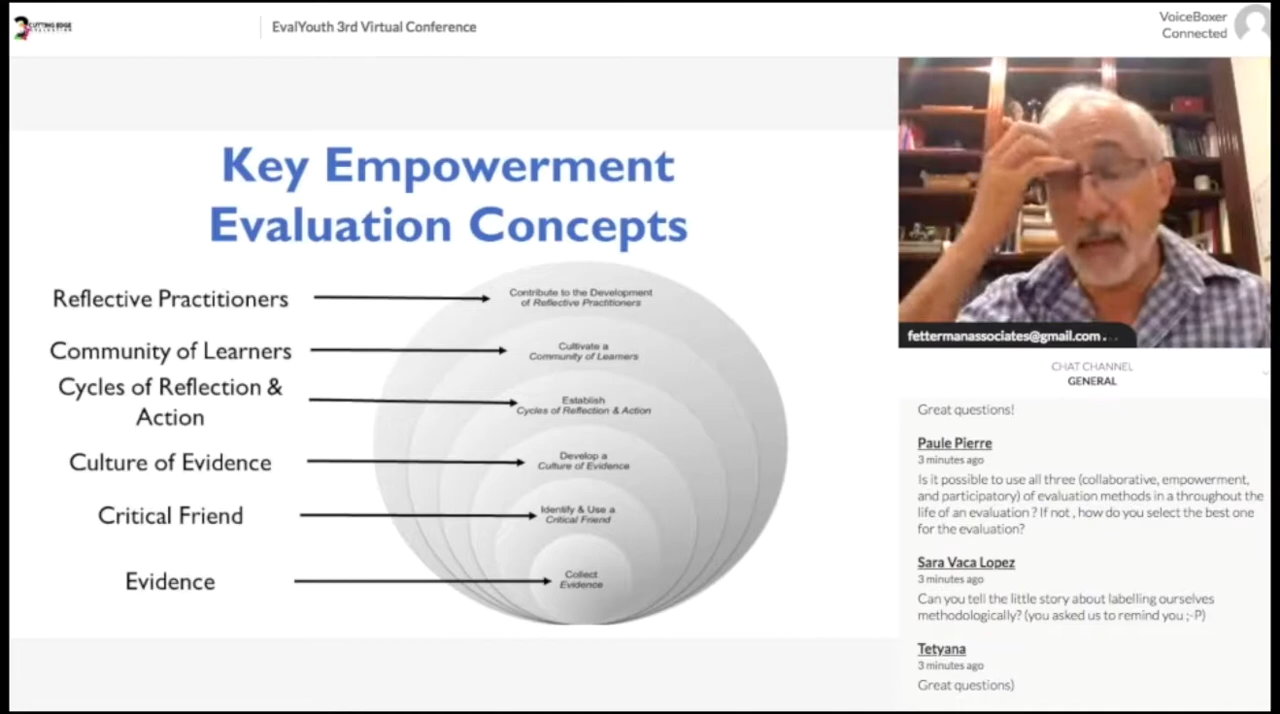 CUTTING EDGE
EvalYouth 3rd Virtual Conference
VoiceBoxer
Connected
Key Empowerment
Evaluation Concepts
Reflective Practitioners
Contribute to the Development
of Reflective Practitioners
Community of Learners
Cultivate a
Community of Learners
Cycles of Reflection &
Action
Establish
Cycles of Reflection & Action
Culture of Evidence
Develop a
Culture of Evidence
Critical Friend
Identify & Use a
Critical Friend
Evidence
Collect
Evidence
fettermanassociates@gmail.com ...
CHAT CHANNEL
GENERAL
Great questions!
Paule Pierre
3 minutes ago
Is it possible to use all three (collaborative, empowerment,
and participatory) of evaluation methods in a throughout the
life of an evaluation ? If not , how do you select the best one
for the evaluation?
Sara Vaca Lopez
3 minutes ago
Can you tell the little story about labelling ourselves
methodologically? (you asked us to remind you ;-P)
Tetyana
3 minutes ago
Great questions)